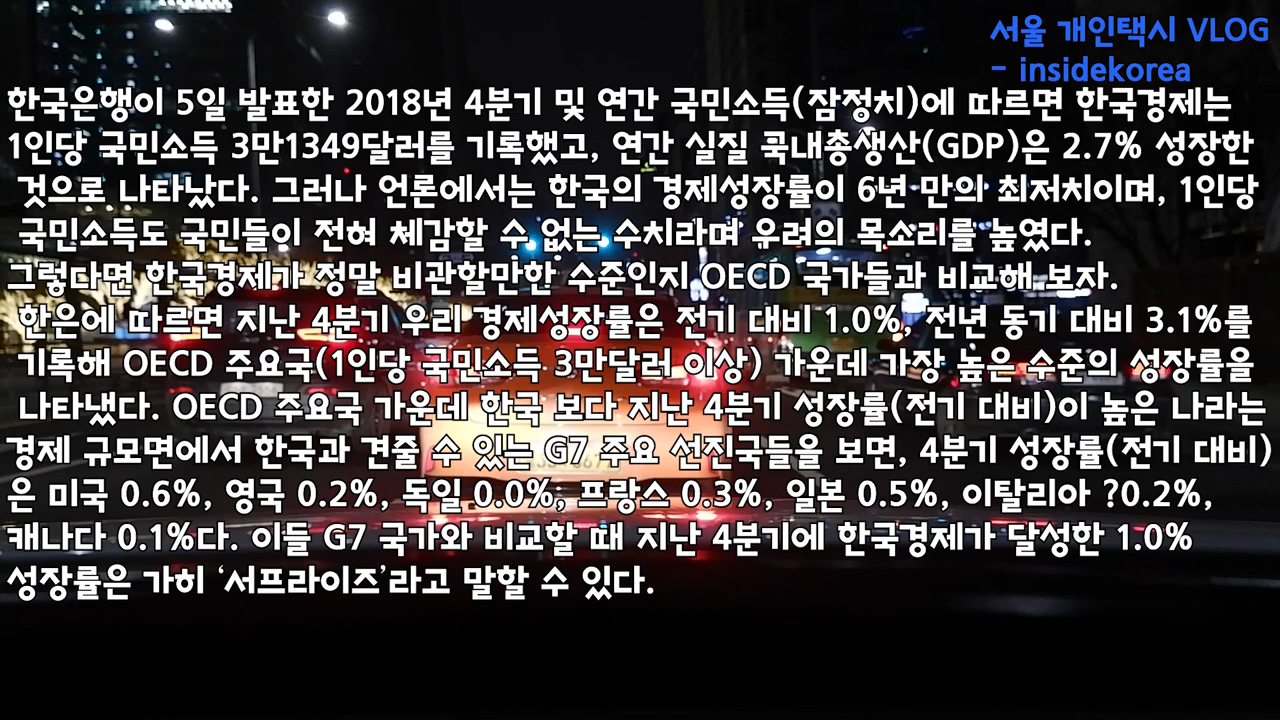 서울 개인택시 VLOG
- insidekorea
한국은행이 5일 발표한 2018년 4분기 및 연간 국민소득(잠정치)에 따르면 한국경제는
1인당 국민소득 3만1349달러를 기록했고, 연간 실질 국내총생산(GDP)은 2.7% 성장한
것으로 나타났다. 그러나 언론에서는 한국의 경제성장률이 6년 만의 최저치이며, 1인당
국민소득도 국민들이 전혀 체감할 수 없는 수치라며 우려의 목소리를 높였다.
그렇다면 한국경제가 정말 비관할만한 수준인지 OECD 국가들과 비교해 보자.
한은에 따르면 지난 4분기 우리 경제성장률은 전기 대비 1.0%, 전년 동기 대비 3.1%를
기록해 OECD 주요국(1인당 국민소득 3만달러 이상) 가운데 가장 높은 수준의 성장률을
나타냈다. OECD 주요국 가운데 한국 보다 지난 4분기 성장률(전기 대비)이 높은 나라는
경제 규모면에서 한국과 견줄 수 있는 G7 주요 선진국들을 보면, 4분기 성장률(전기 대비)
은 미국 0.6%, 영국 0.2%, 독일 0.0%, 프랑스 0.3%, 일본 0.5%, 이탈리아 ?0.2%,
캐나다 0.1%다. 이들 G7 국가와 비교할 때 지난 4분기에 한국경제가 달성한 1.0%
성장률은 가히 ‘서프라이즈’라고 말할 수 있다.